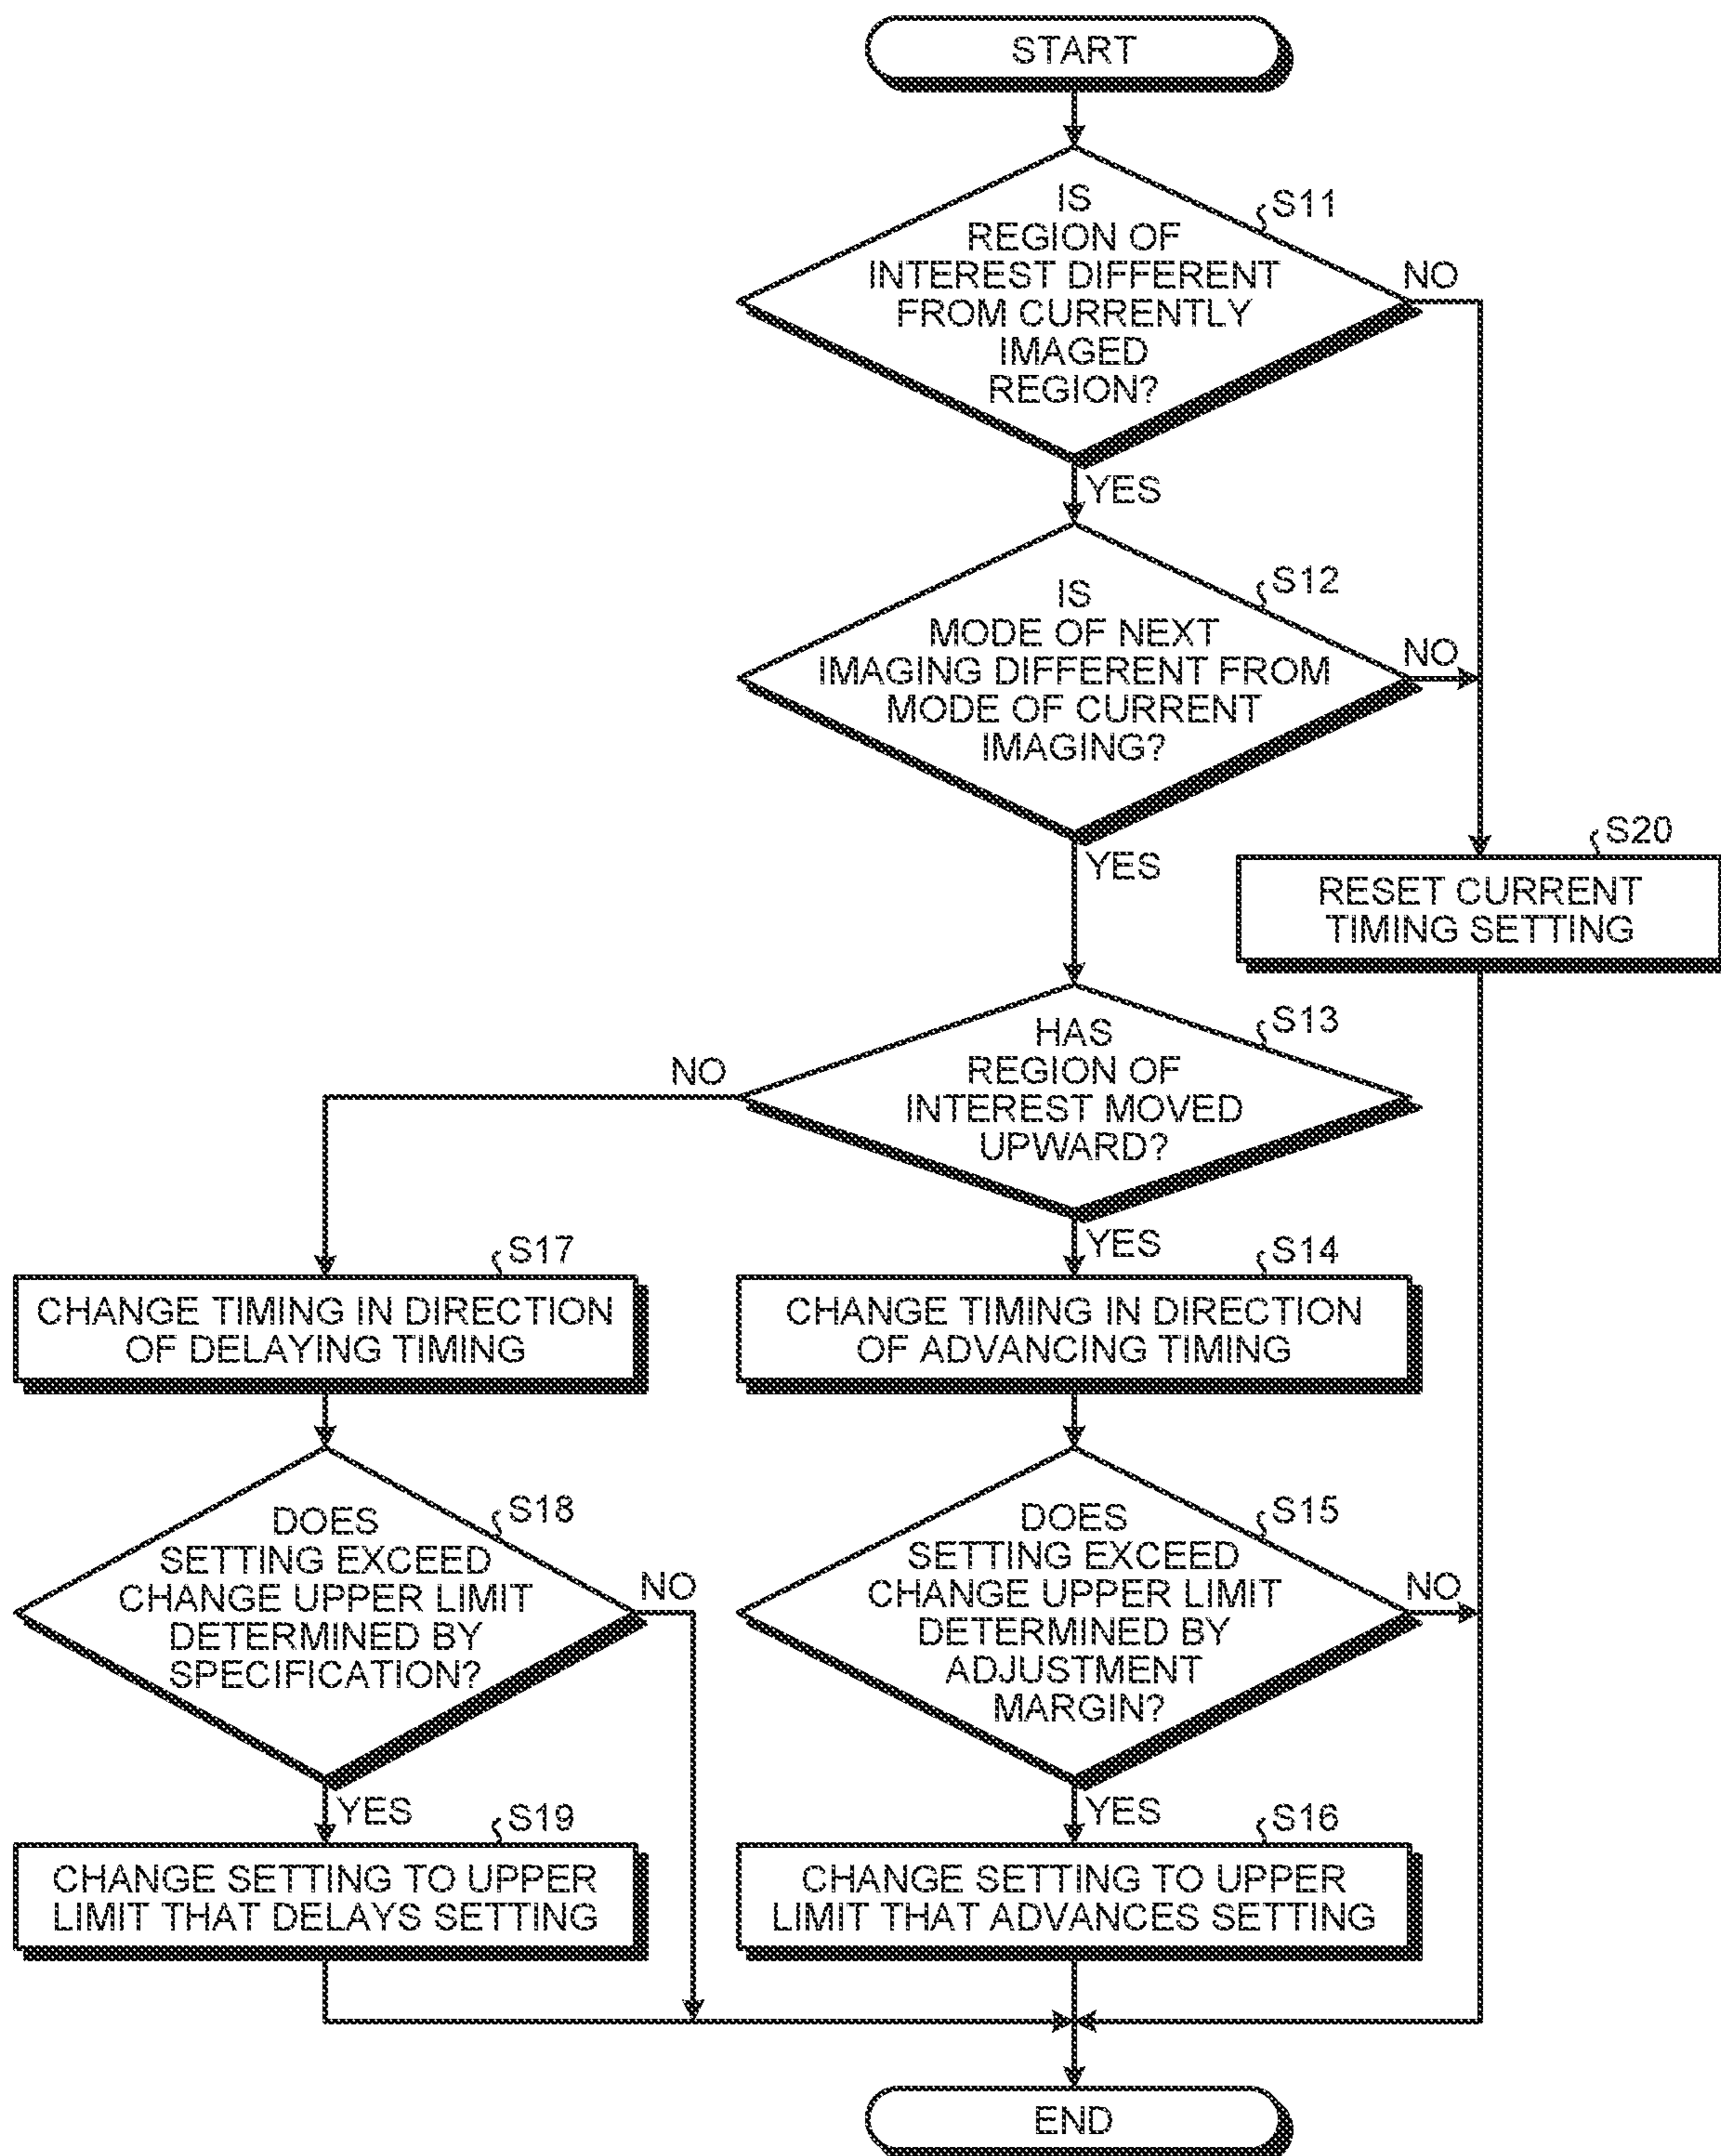 START
S11
IS
REGION OF
INTEREST DIFFERENT
FROM CURRENTLY
IMAGED
REGION?
NO
YES
S12
IS
MODE OF NEXT
IMAGING DIFFERENT FROM
MODE OF CURRENT
IMAGING?
NO
YES
S20
RESET CURRENT
TIMING SETTING
S13
HAS
REGION OF
INTEREST MOVED
UPWARD?
NO
YES
S17
CHANGE TIMING IN DIRECTION
OF DELAYING TIMING
S14
CHANGE TIMING IN DIRECTION
OF ADVANCING TIMING
S18
DOES
SETTING EXCEED
CHANGE UPPER LIMIT
DETERMINED BY
SPECIFICATION?
NO
YES
S15
DOES
SETTING EXCEED
CHANGE UPPER LIMIT
DETERMINED BY
ADJUSTMENT
MARGIN?
NO
YES
S19
CHANGE SETTING TO UPPER
LIMIT THAT DELAYS SETTING
S16
CHANGE SETTING TO UPPER
LIMIT THAT ADVANCES SETTING
END